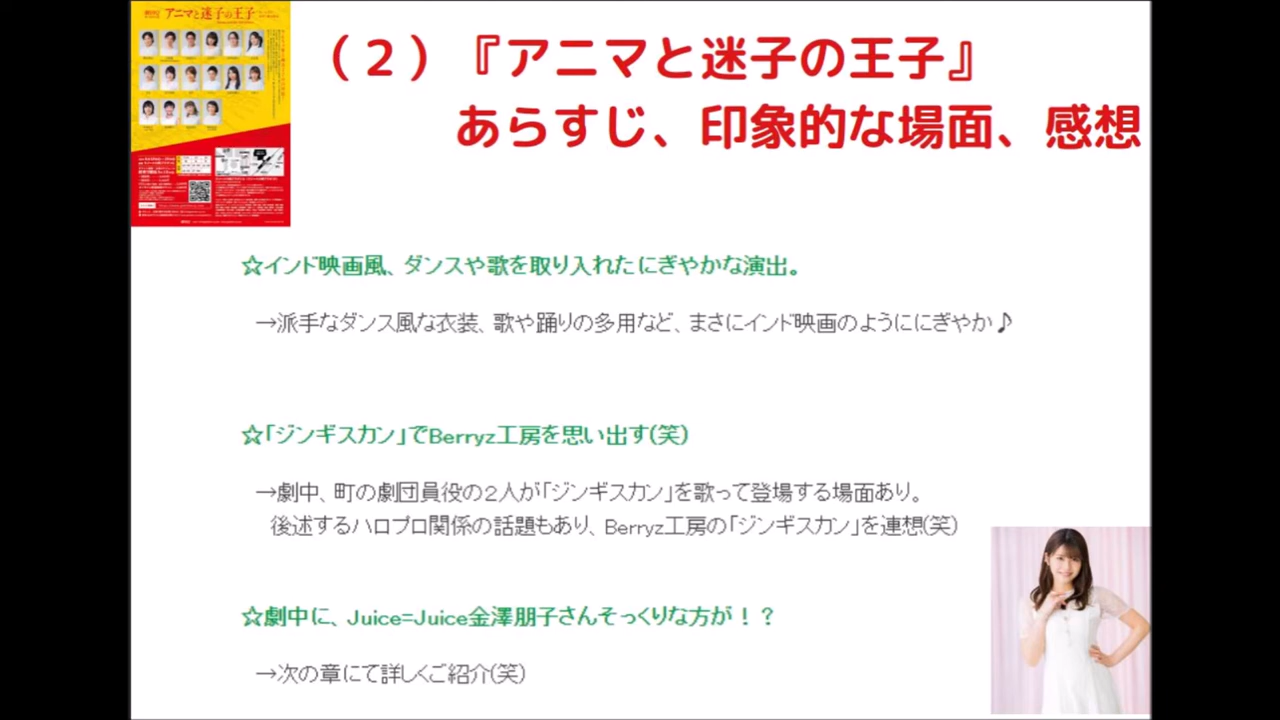 アニマと迷子の王子
（２）『アニマと迷子の王子』
あらすじ、印象的な場面、感想
☆インド映画風、ダンスや歌を取り入れたにぎやかな演出。
→派手なダンス風な衣装、歌や踊りの多用など、まさにインド映画のようににぎやか♪
☆「ジンギスカン」でBerryz工房を思い出す(笑)
→劇中、町の劇団員役の２人が「ジンギスカン」を歌って登場する場面あり。
後述するハロプロ関係の話題もあり、Berryz工房の「ジンギスカン」を連想(笑)
☆劇中に、Juice=Juice金澤朋子さんそっくりな方が！？
→次の章にて詳しくご紹介(笑)